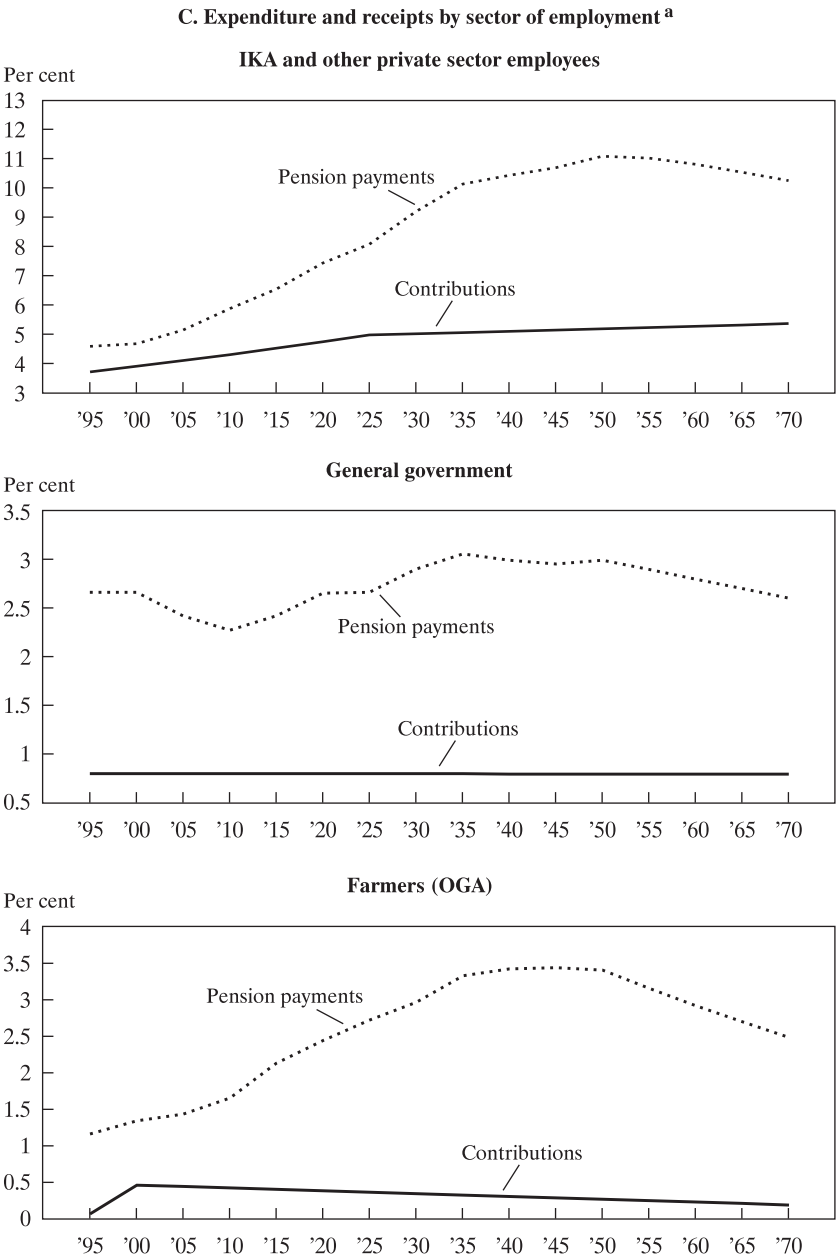 C. Expenditure and receipts by sector of employment a
IKA and other private sector employees
Per cent
13
12
11
10
9
8
7
6
5
4
3
Pension payments
Contributions
’95 ’00 ’05 ’10 ’15 ’20 ’25 ’30 ’35 ’40 ’45 ’50 ’55 ’60 ’65 ’70
General government
Per cent
3.5
3
2.5
2
1.5
1
0.5
Pension payments
Contributions
’95 ’00 ’05 ’10 ’15 ’20 ’25 ’30 ’35 ’40 ’45 ’50 ’55 ’60 ’65 ’70
Farmers (OGA)
Per cent
4
3.5
3
2.5
2
1.5
1
0.5
0
Pension payments
Contributions
’95 ’00 ’05 ’10 ’15 ’20 ’25 ’30 ’35 ’40 ’45 ’50 ’55 ’60 ’65 ’70